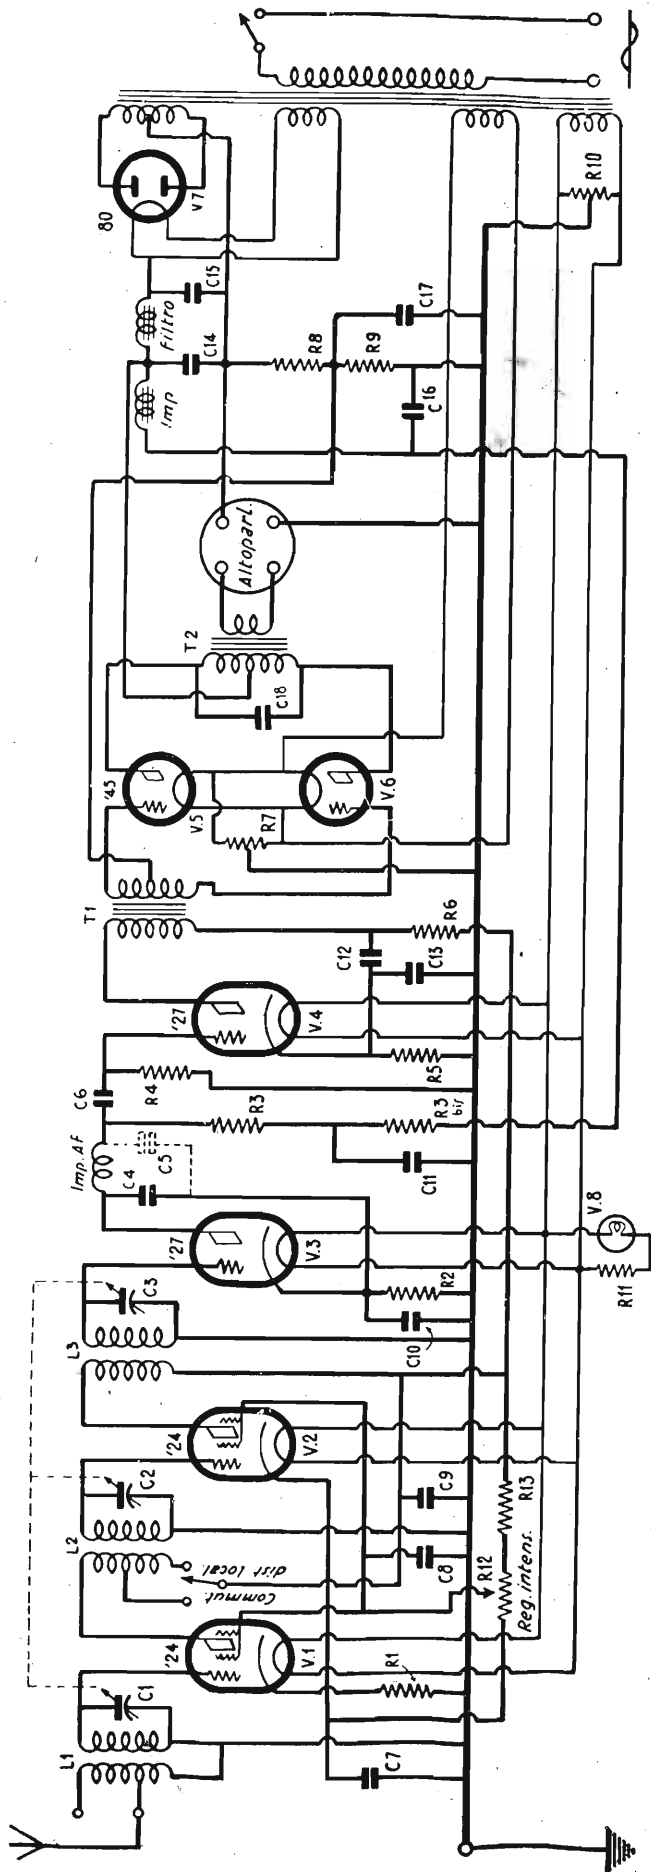 L1
C1
'24
V.1
R1
C7
L2
Commut.
dist local
C2
'24
V.2
C8
C9
R12
Reg. intens.
R13
L3
C3
'27
V.3
C10
R2
Imp. AF
C4
C5
C6
R4
R3
R3
bis
C11
V.8
R11
'27
V.4
R5
C12
C13
R6
T1
'45
V.5
R7
V.6
C18
T2
Altoparl.
Imp
filtro
C14
C15
R8
R9
C16
C17
80
V7
R10